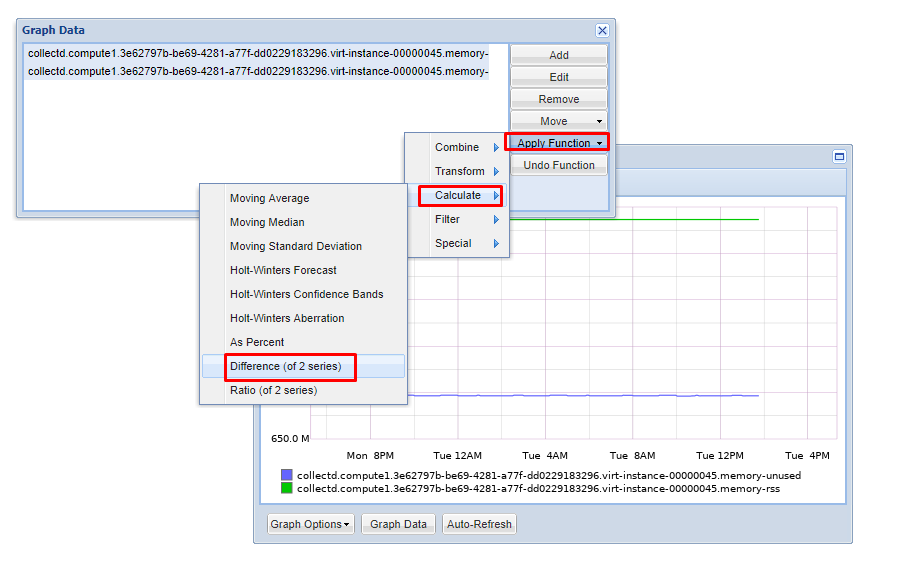 Graph Data
collectd.compute1.3e62797b-be69-4281-a77f-dd0229183296.virt-instance-00000045.memory-
collectd.compute1.3e62797b-be69-4281-a77f-dd0229183296.virt-instance-00000045.memory-
Add
Edit
Remove
Move
Apply Function
Undo Function
Combine
Transform
Calculate
Filter
Special
Moving Average
Moving Median
Moving Standard Deviation
Holt-Winters Forecast
Holt-Winters Confidence Bands
Holt-Winters Aberration
As Percent
Difference (of 2 series)
Ratio (of 2 series)
650.0 M
Mon 8PM Tue 12AM Tue 4AM Tue 8AM Tue 12PM Tue 4PM
collectd.compute1.3e62797b-be69-4281-a77f-dd0229183296.virt-instance-00000045.memory-unused
collectd.compute1.3e62797b-be69-4281-a77f-dd0229183296.virt-instance-00000045.memory-rss
Graph Options Graph Data Auto-Refresh